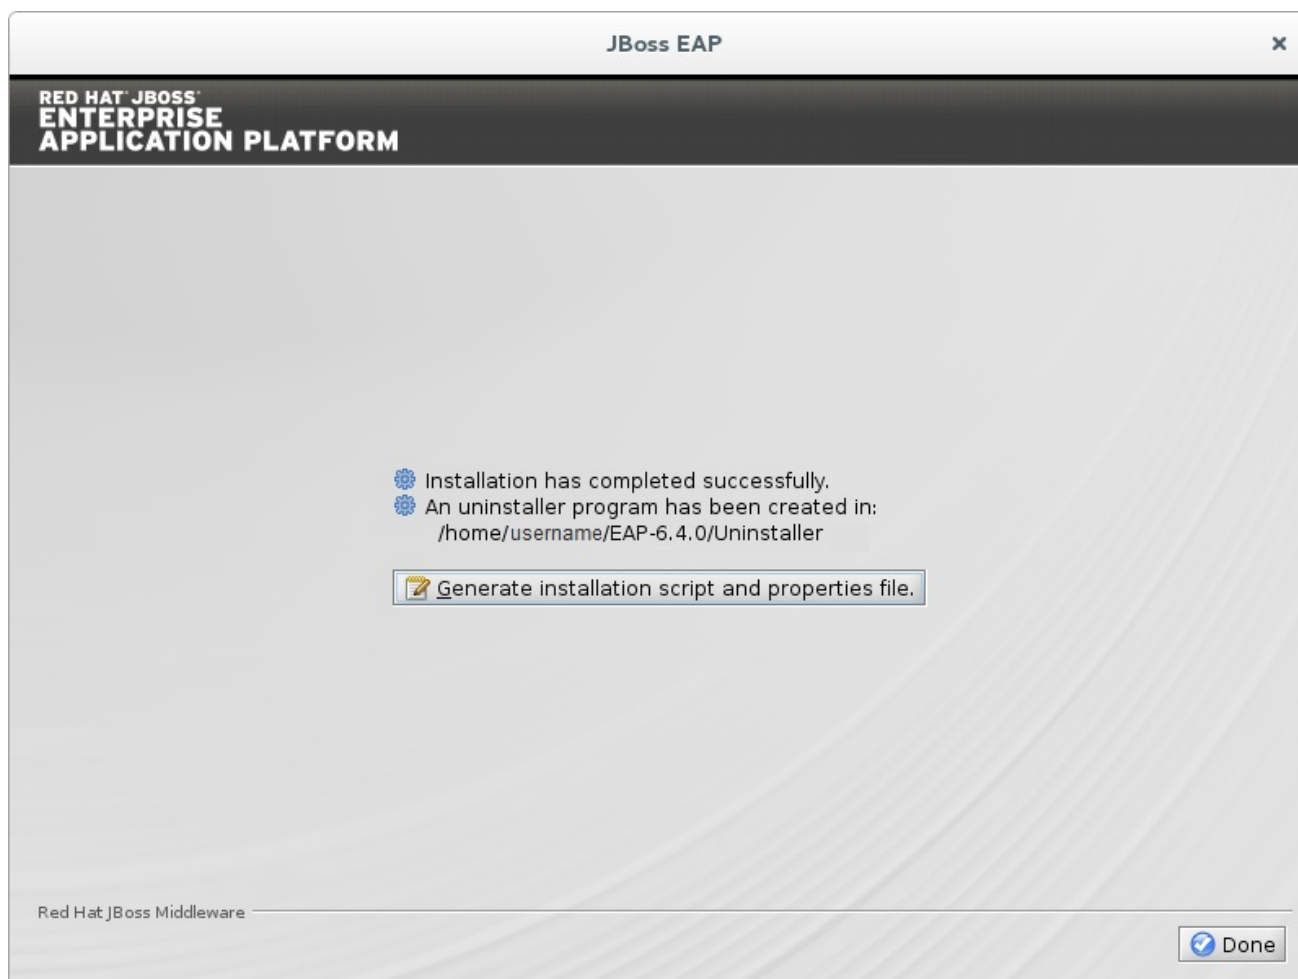 JBoss EAP
RED HAT JBOSS
ENTERPRISE
APPLICATION PLATFORM
Installation has completed successfully.
An uninstaller program has been created in:
/home/username/EAP-6.4.0/Uninstaller
Generate installation script and properties file.
Red Hat JBoss Middleware
Done